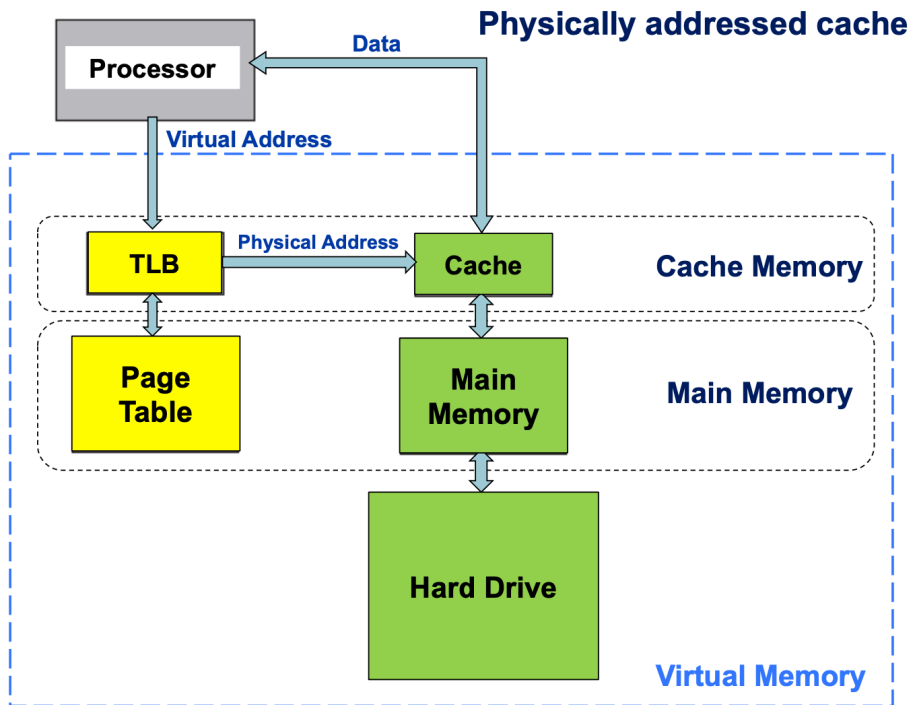 Physically addressed cache
Data
Processor
Virtual Address
Physical Address
TLB
Cache
Cache Memory
Page
Table
Main
Memory
Main Memory
Hard Drive
Virtual Memory